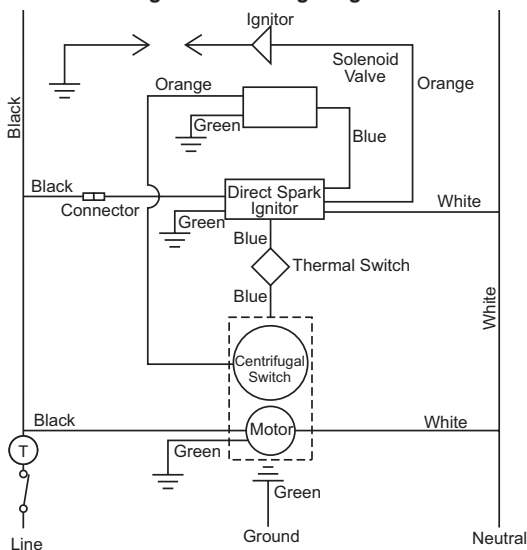 Ignitor
Solenoid
Valve
Orange
Orange
Black
Green
Blue
Black
Connector
Direct Spark
Ignitor
White
Green
Blue
Thermal Switch
Blue
White
Centrifugal
Switch
Black
Motor
White
T
Green
Green
Line
Ground
Neutral